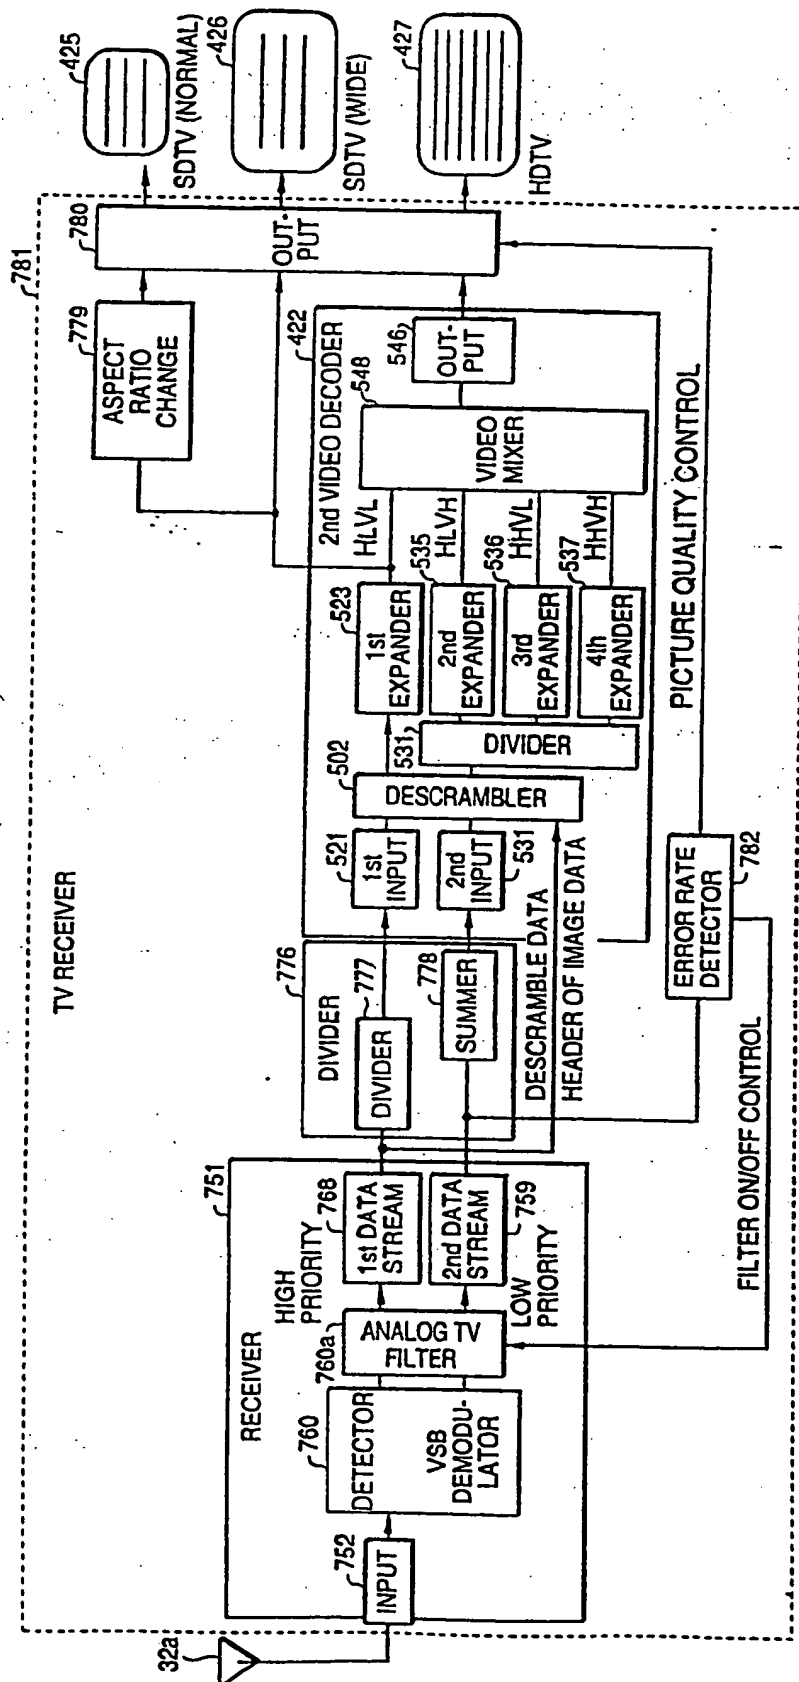 TV RECEIVER
781
32a
RECEIVER
751
752
INPUT
760
DETECTOR
VSB
DEMODU-
LATOR
760a
ANALOG TV
FILTER
HIGH
PRIORITY
768
1st DATA
STREAM
2nd DATA
STREAM
759
LOW
PRIORITY
776
DIVIDER
777
DIVIDER
778
SUMMER
DESCRAMBLE DATA
HEADER OF IMAGE DATA
2nd VIDEO DECODER
422
521
1st
INPUT
2nd
INPUT
531
502
DESCRAMBLER
531
DIVIDER
523
1st
EXPANDER
535
2nd
EXPANDER
536
3rd
EXPANDER
537
4th
EXPANDER
HLVL
HLVH
HHVL
HHVH
548
VIDEO
MIXER
546
OUT-
PUT
779
ASPECT
RATIO
CHANGE
780
OUT-
PUT
425
SDTV (NORMAL)
426
SDTV (WIDE)
427
HDTV
ERROR RATE
DETECTOR
782
FILTER ON/OFF CONTROL
PICTURE QUALITY CONTROL